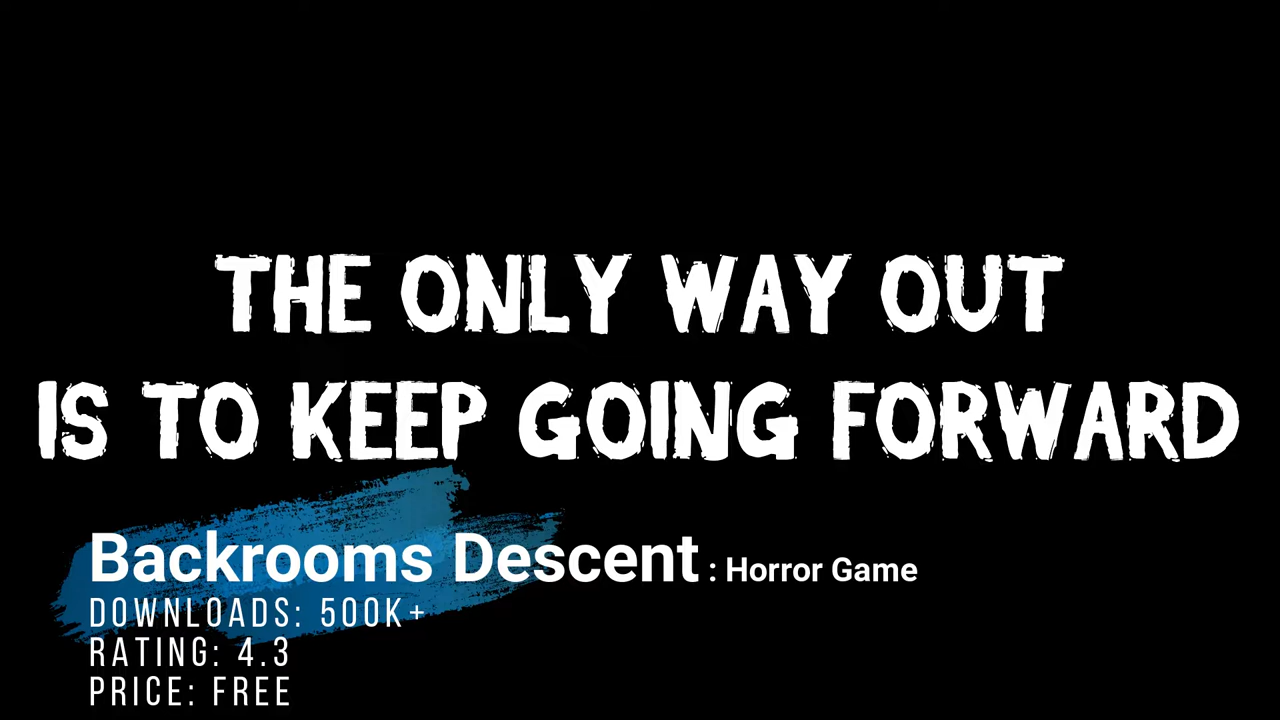 THE ONLY WAY OUT
IS TO KEEP GOING FORWARD
Backrooms Descent : Horror Game
DOWNLOADS: 500K+
RATING: 4.3
PRICE: FREE